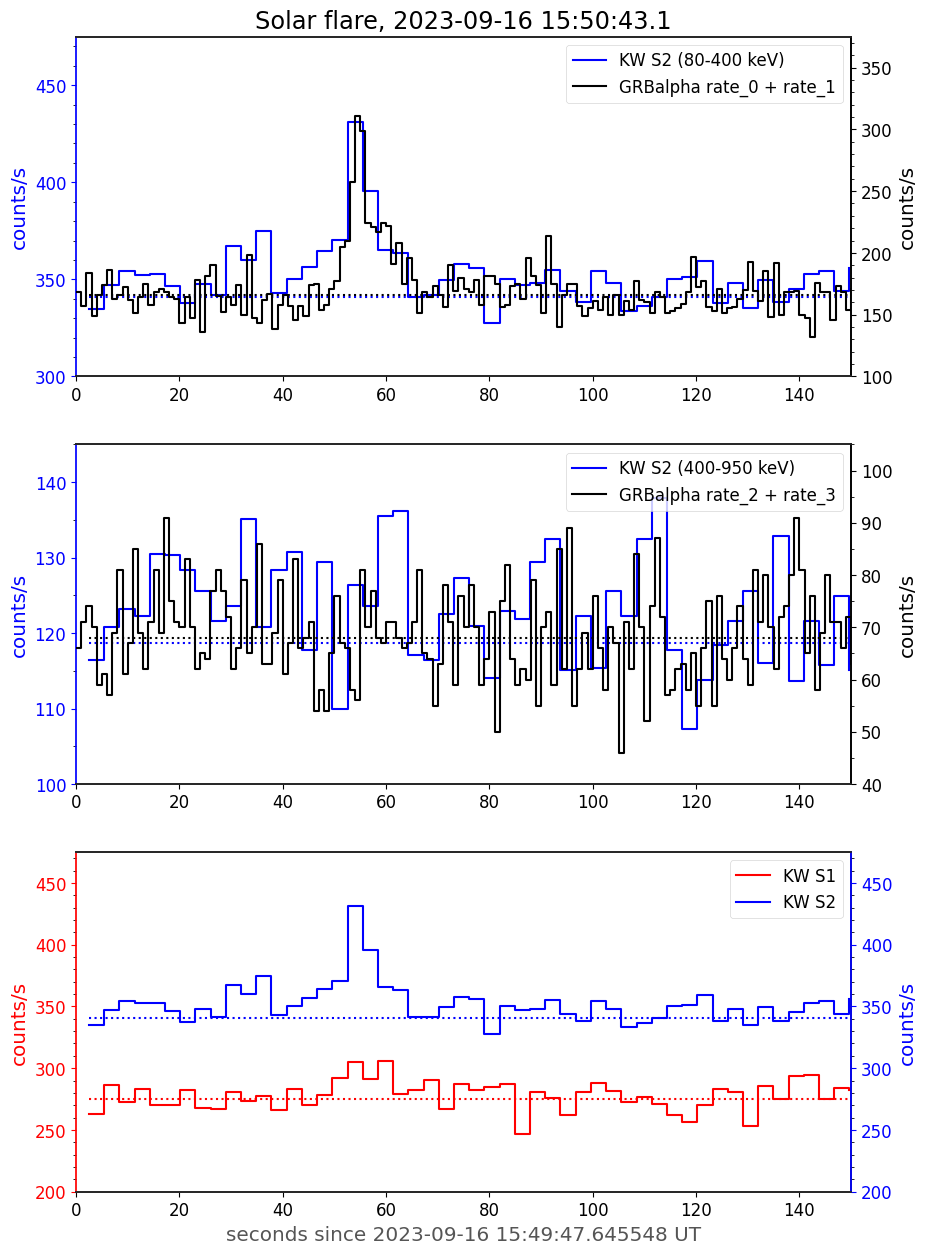 Solar flare, 2023-09-16 15:50:43.1
KW S2 (80-400 keV)
GRBalpha rate_0 + rate_1
450
400
350
300
counts/s
350
300
250
200
150
100
counts/s
0 20 40 60 80 100 120 140
KW S2 (400-950 keV)
GRBalpha rate_2 + rate_3
140
130
120
110
100
counts/s
100
90
80
70
60
50
40
counts/s
0 20 40 60 80 100 120 140
KW S1
KW S2
450
400
350
300
250
200
counts/s
450
400
350
300
250
200
counts/s
0 20 40 60 80 100 120 140
seconds since 2023-09-16 15:49:47.645548 UT